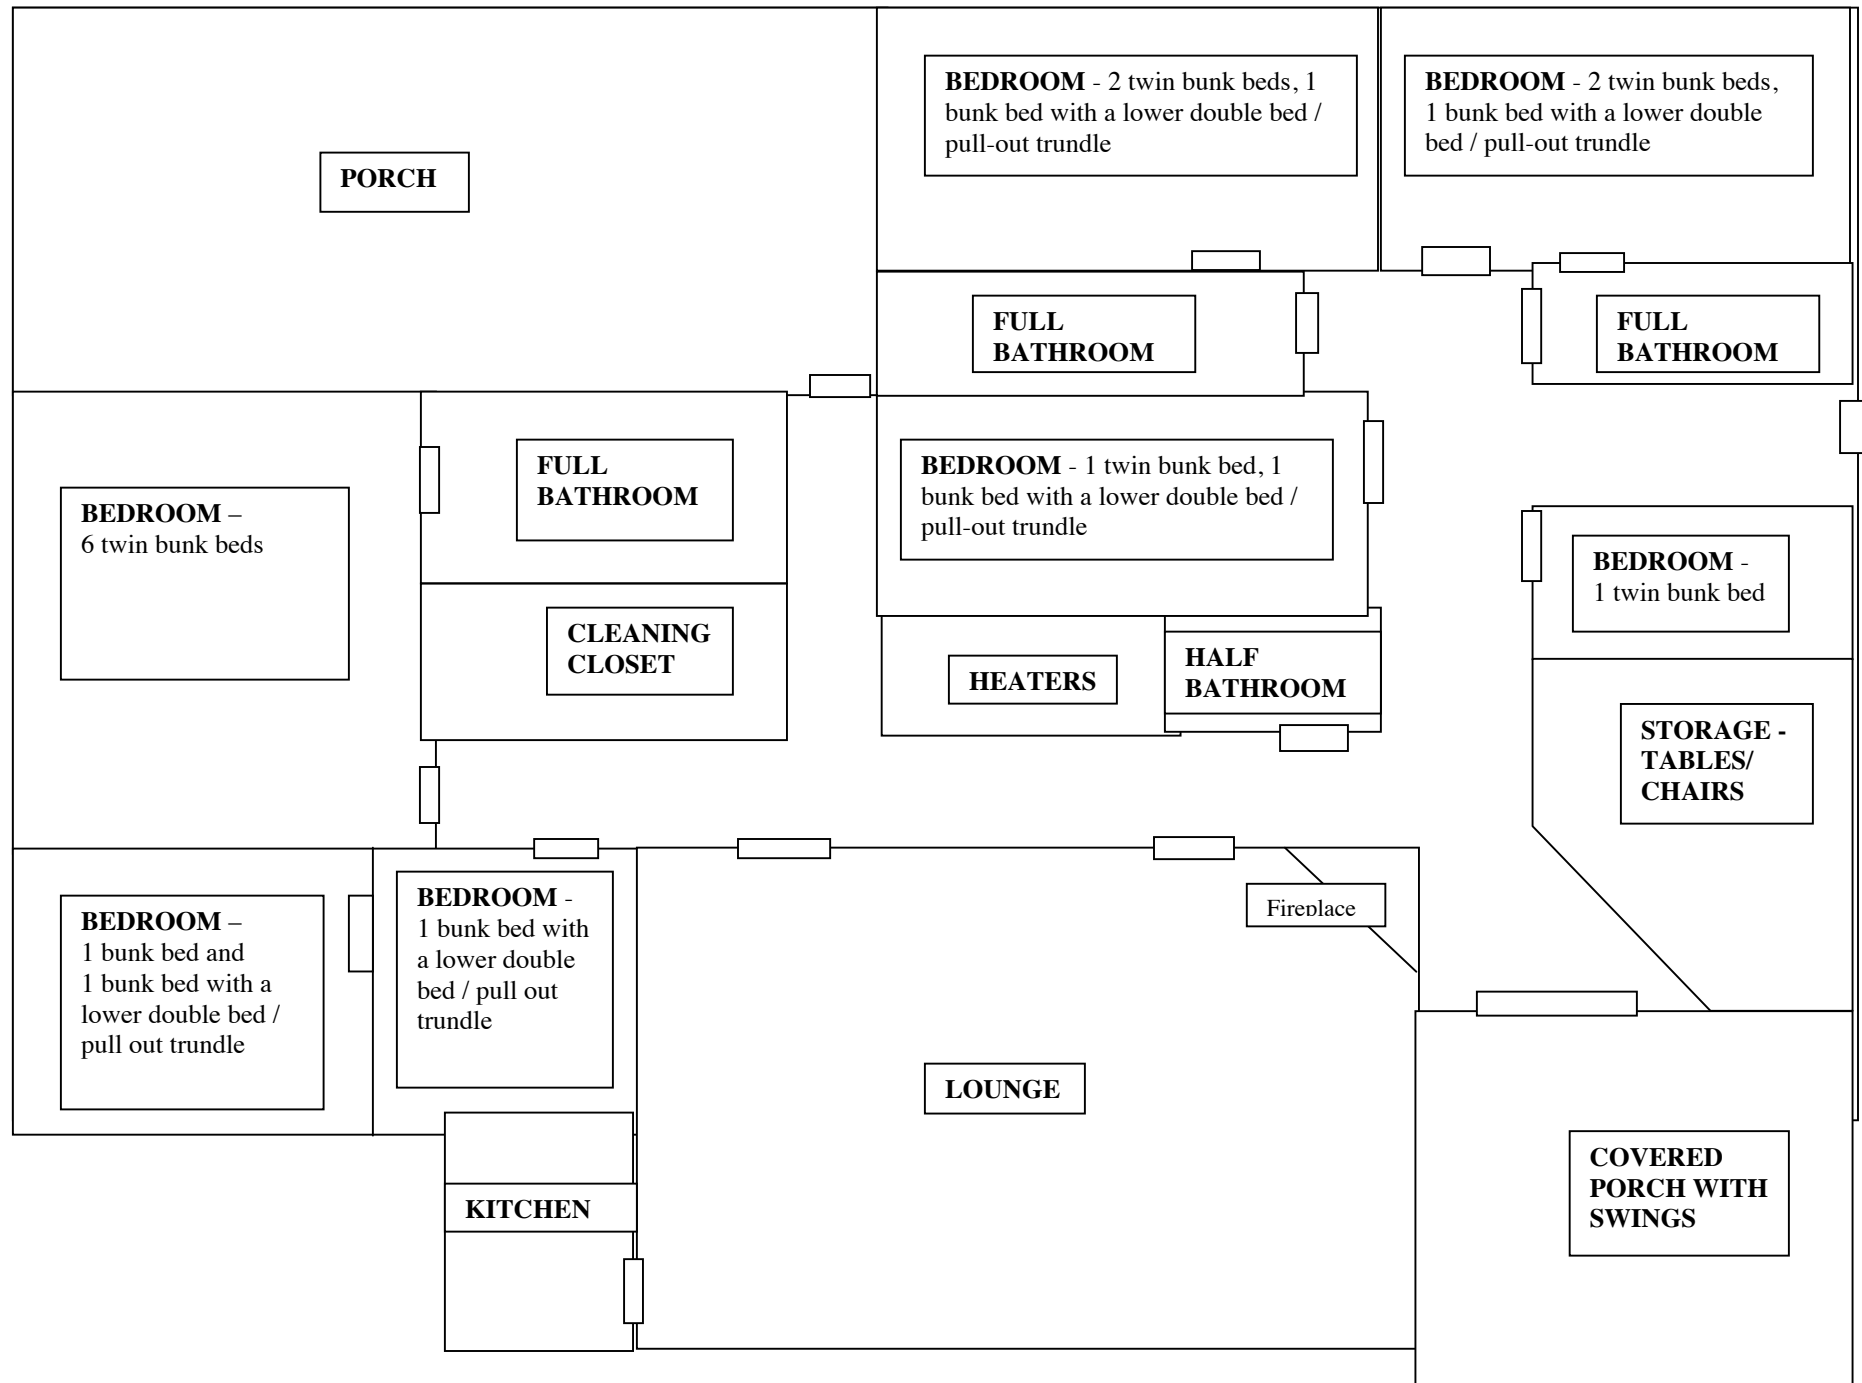 BEDROOM - 2 twin bunk beds, 1
bunk bed with a lower double bed /
pull-out trundle
BEDROOM - 2 twin bunk beds,
1 bunk bed with a lower double
bed / pull-out trundle
PORCH
FULL
BATHROOM
FULL
BATHROOM
BEDROOM –
6 twin bunk beds
FULL
BATHROOM
BEDROOM - 1 twin bunk bed, 1
bunk bed with a lower double bed /
pull-out trundle
BEDROOM -
1 twin bunk bed
CLEANING
CLOSET
HEATERS
HALF
BATHROOM
STORAGE -
TABLES/
CHAIRS
BEDROOM –
1 bunk bed and
1 bunk bed with a
lower double bed /
pull out trundle
BEDROOM -
1 bunk bed with
a lower double
bed / pull out
trundle
Fireplace
LOUNGE
KITCHEN
COVERED
PORCH WITH
SWINGS